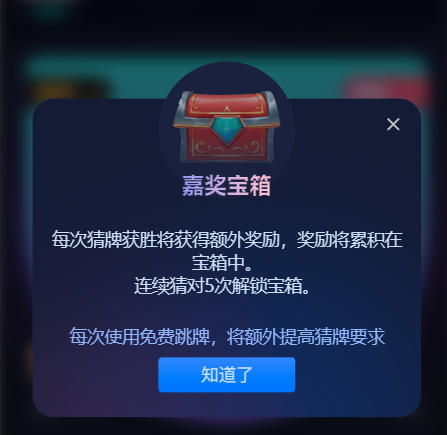 嘉奖宝箱
每次猜牌获胜将获得额外奖励，奖励将累积在
宝箱中。
连续猜对5次解锁宝箱。
每次使用免费跳牌，将额外提高猜牌要求
知道了